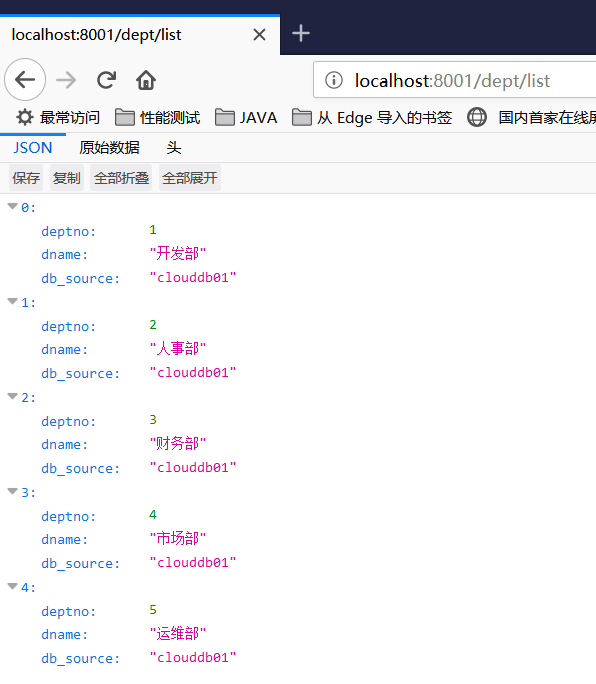 localhost:8001/dept/list
localhost:8001/dept/list
最常访问 性能测试 JAVA 从 Edge 导入的书签 国内首家在线
JSON 原始数据 头
保存 复制 全部折叠 全部展开
0:
deptno: 1
dname: "开发部"
db_source: "clouddb01"
1:
deptno: 2
dname: "人事部"
db_source: "clouddb01"
2:
deptno: 3
dname: "财务部"
db_source: "clouddb01"
3:
deptno: 4
dname: "市场部"
db_source: "clouddb01"
4:
deptno: 5
dname: "运维部"
db_source: "clouddb01"